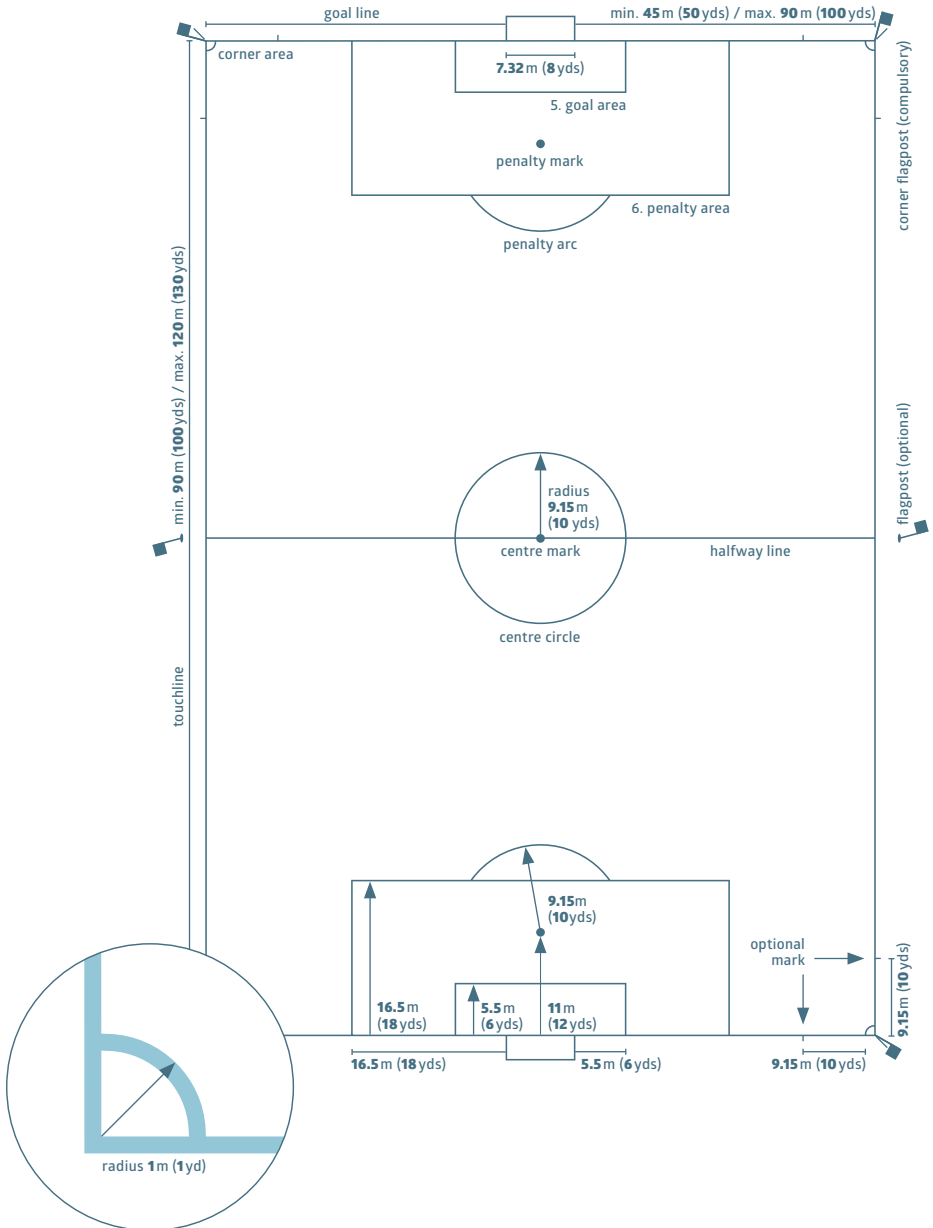 goal line
min. 45 m (50 yds) / max. 90 m (100 yds)
corner area
7.32 m (8 yds)
5. goal area
penalty mark
6. penalty area
penalty arc
corner flagpost (compulsory)
min. 90 m (100 yds) / max. 120 m (130 yds)
flagpost (optional)
radius
9.15 m
(10 yds)
centre mark
halfway line
centre circle
touchline
9.15m
(10yds)
optional
mark
9.15m (10 yds)
16.5 m
(18 yds)
5.5 m
(6 yds)
11 m
(12 yds)
16.5 m (18 yds)
5.5 m (6 yds)
9.15 m (10 yds)
radius 1 m (1 yd)